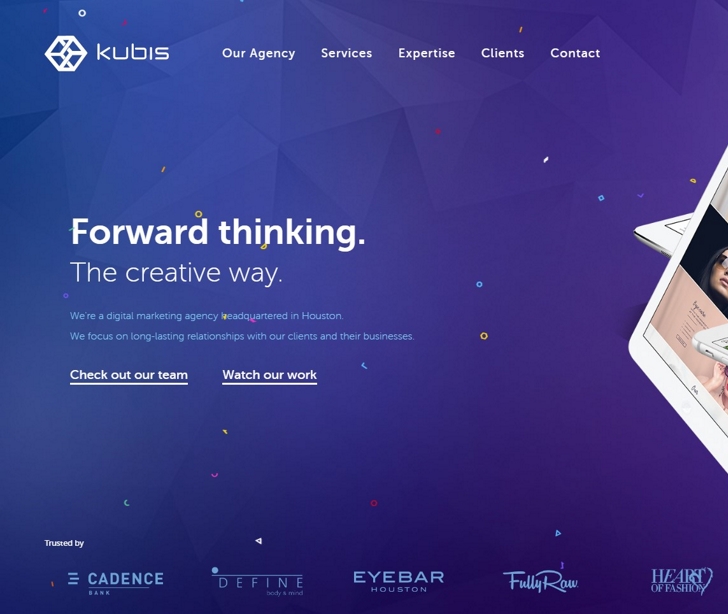 kubis
Our Agency Services Expertise Clients Contact
Forward thinking.
The creative way.
We're a digital marketing agency headquartered in Houston.
We focus on long-lasting relationships with our clients and their businesses.
Check out our team Watch our work
Trusted by
CADENCE
BANK
DEFINE
body & mind
EYEBAR
HOUSTON
FullyRaw
HEART
OF FASHION